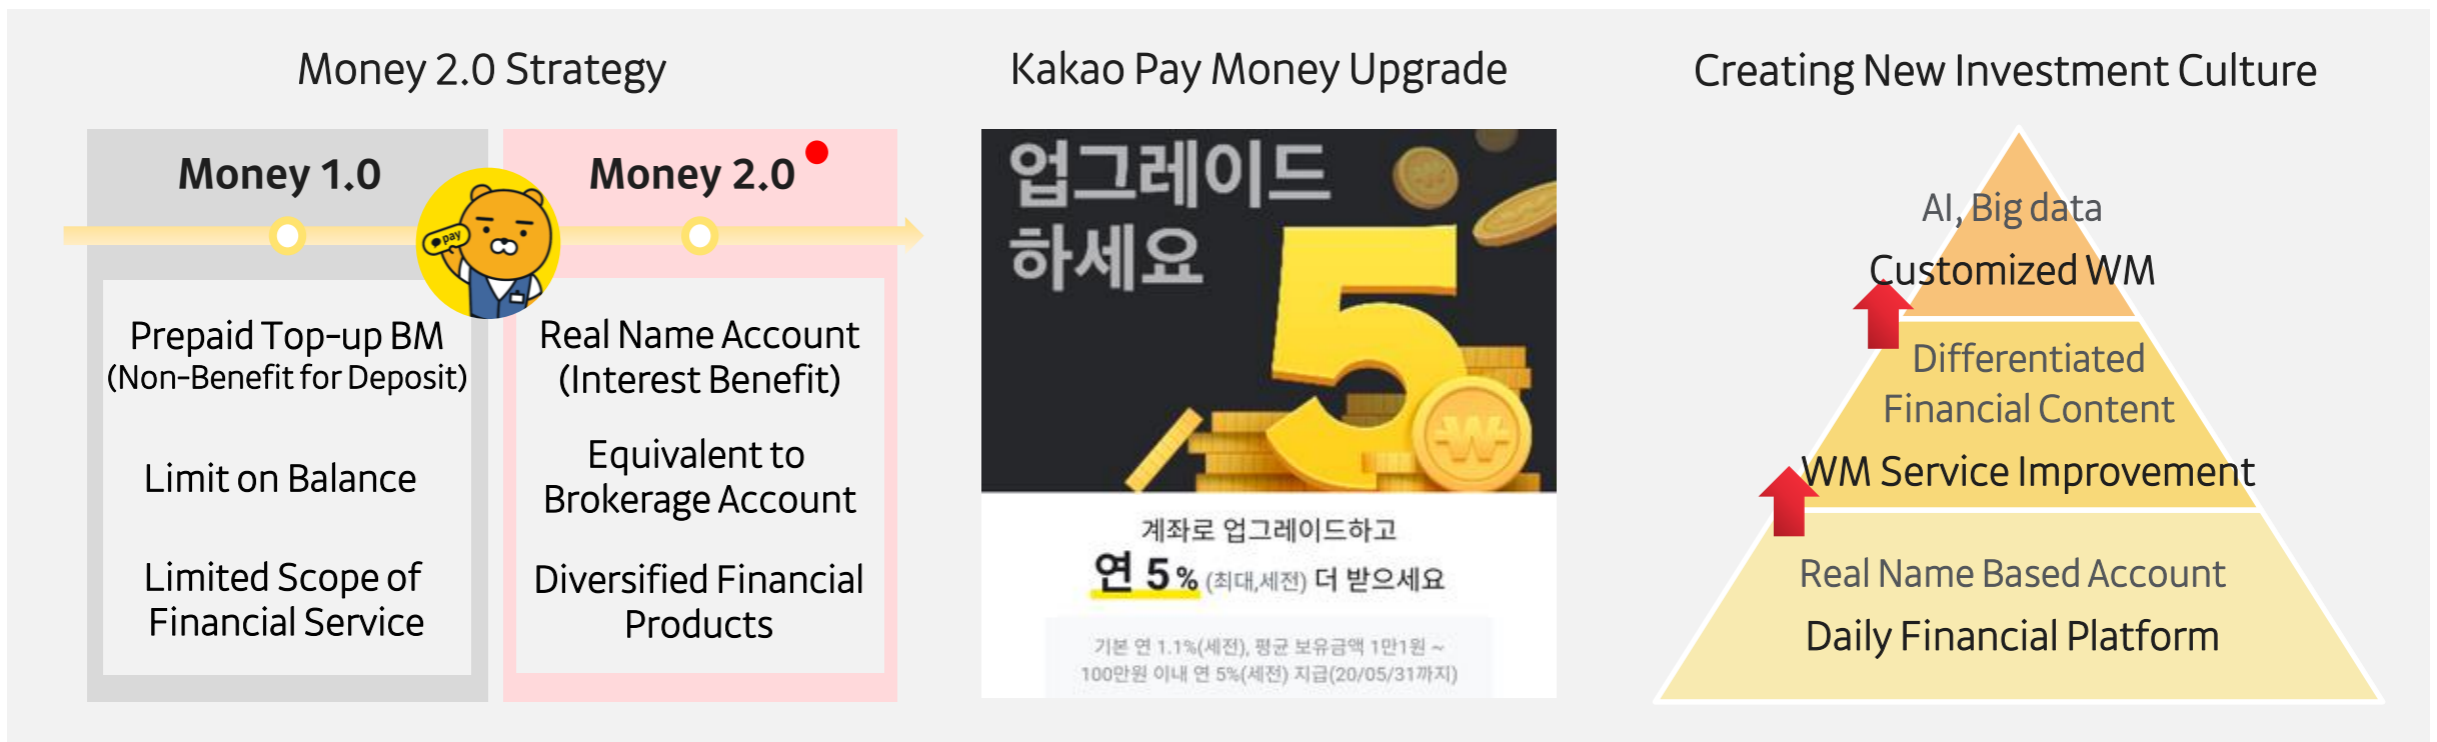 Money 2.0 Strategy
Money 1.0
Money 2.0
pay
Prepaid Top-up BM
(Non-Benefit for Deposit)
Limit on Balance
Limited Scope of
Financial Service
Real Name Account
(Interest Benefit)
Equivalent to
Brokerage Account
Diversified Financial
Products
Kakao Pay Money Upgrade
업그레이드
하세요
5
계좌로 업그레이드하고
연 5% (최대,세전) 더 받으세요
기본 연 1.1%(세전), 평균 보유금액 1만1원 ~
100만원 이내 연 5%(세전) 지급(20/05/31까지)
Creating New Investment Culture
AI, Big data
Customized WM
Differentiated
Financial Content
WM Service Improvement
Real Name Based Account
Daily Financial Platform